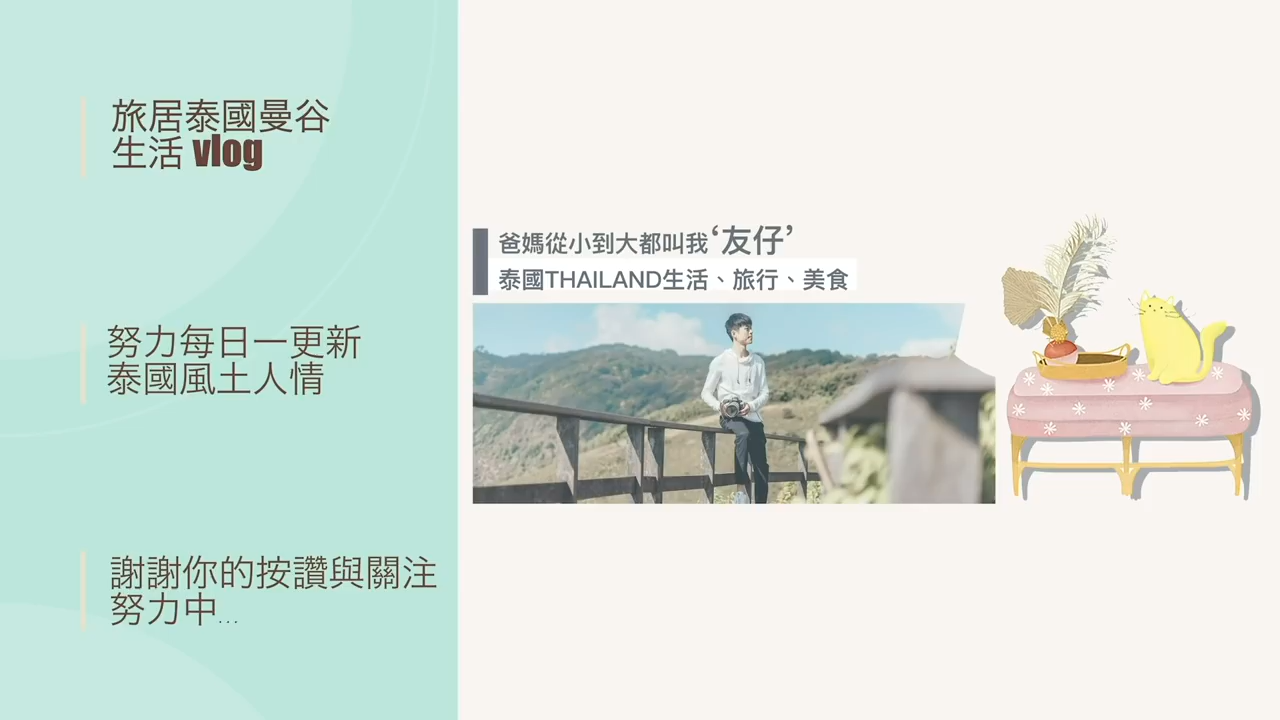 旅居泰國曼谷
生活 vlog
努力每日一更新
泰國風土人情
謝謝你的按讚與關注
努力中...
爸媽從小到大都叫我‘友仔’
泰國THAILAND生活、旅行、美食